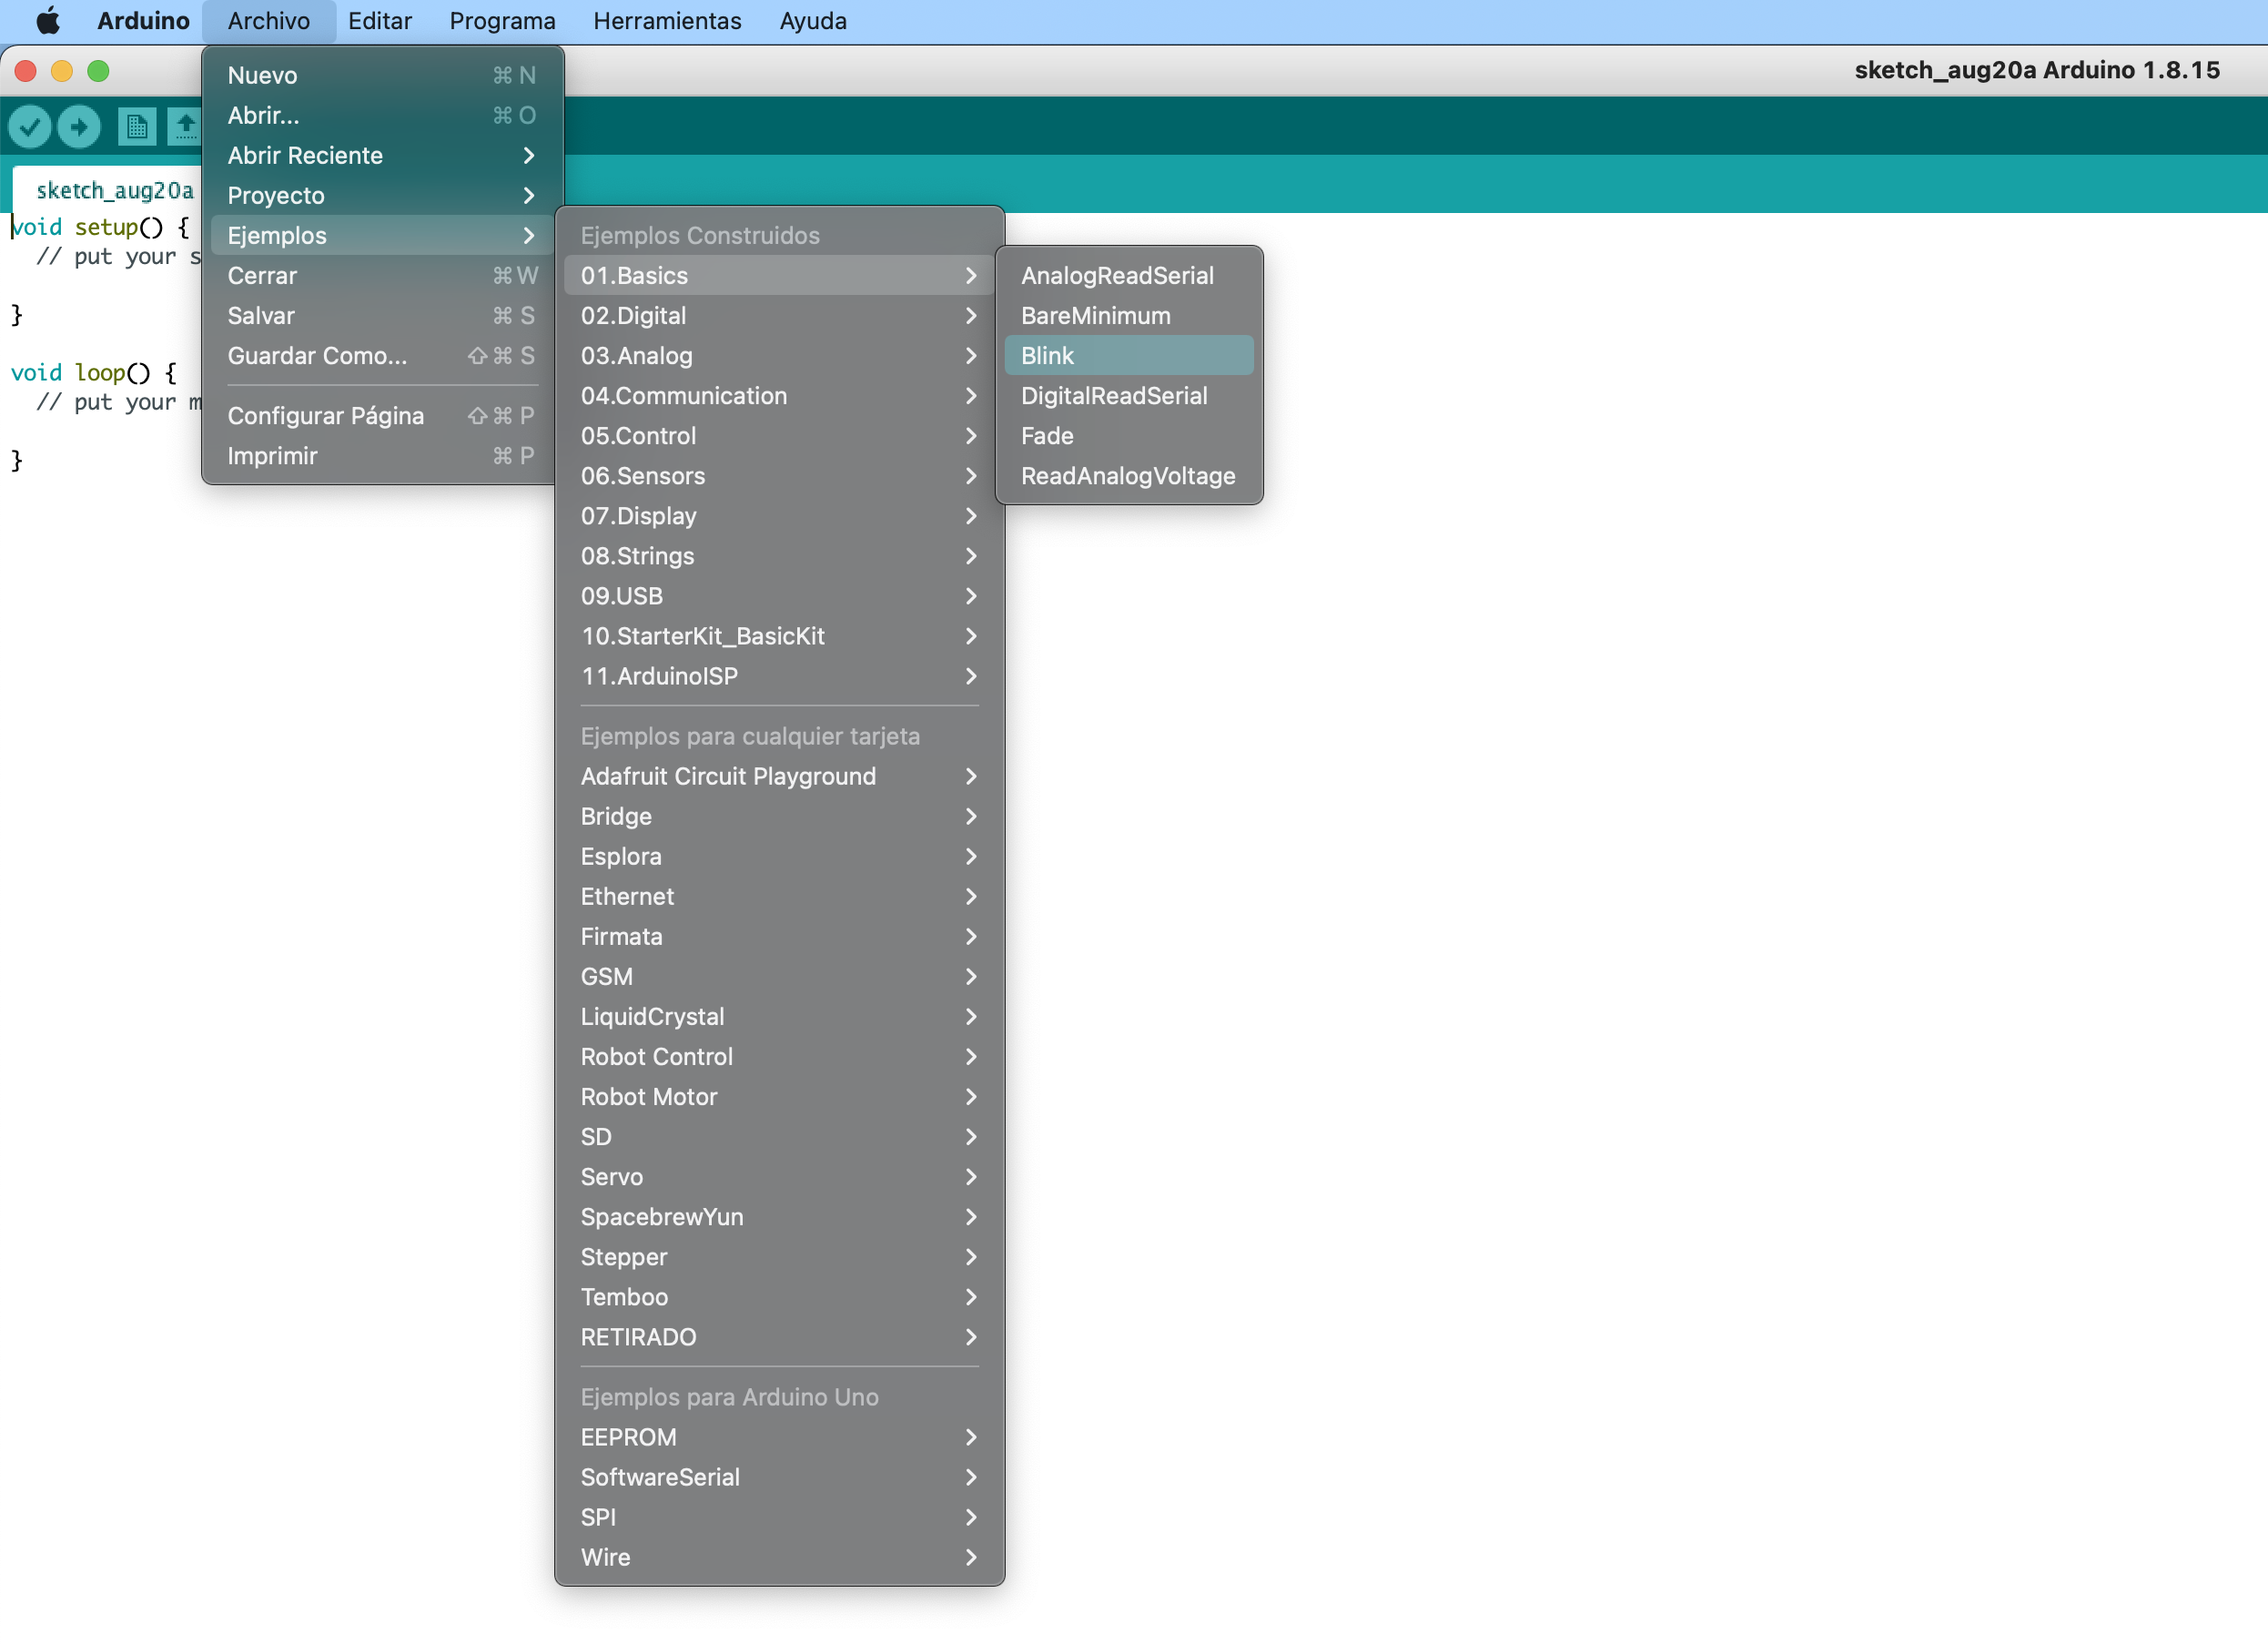 Arduino Archivo Editar Programa Herramientas Ayuda
sketch_aug20a Arduino 1.8.15
sketch_aug20a
void setup() {
// put your s
}
void loop() {
// put your m
}
Nuevo ⌘ N
Abrir... ⌘ O
Abrir Reciente
Proyecto
Ejemplos
Cerrar ⌘ W
Salvar ⌘ S
Guardar Como... ⇧ ⌘ S
Configurar Página ⇧ ⌘ P
Imprimir ⌘ P
Ejemplos Construidos
01.Basics
02.Digital
03.Analog
04.Communication
05.Control
06.Sensors
07.Display
08.Strings
09.USB
10.StarterKit_BasicKit
11.ArduinoISP
Ejemplos para cualquier tarjeta
Adafruit Circuit Playground
Bridge
Esplora
Ethernet
Firmata
GSM
LiquidCrystal
Robot Control
Robot Motor
SD
Servo
SpacebrewYun
Stepper
Temboo
RETIRADO
Ejemplos para Arduino Uno
EEPROM
SoftwareSerial
SPI
Wire
AnalogReadSerial
BareMinimum
Blink
DigitalReadSerial
Fade
ReadAnalogVoltage